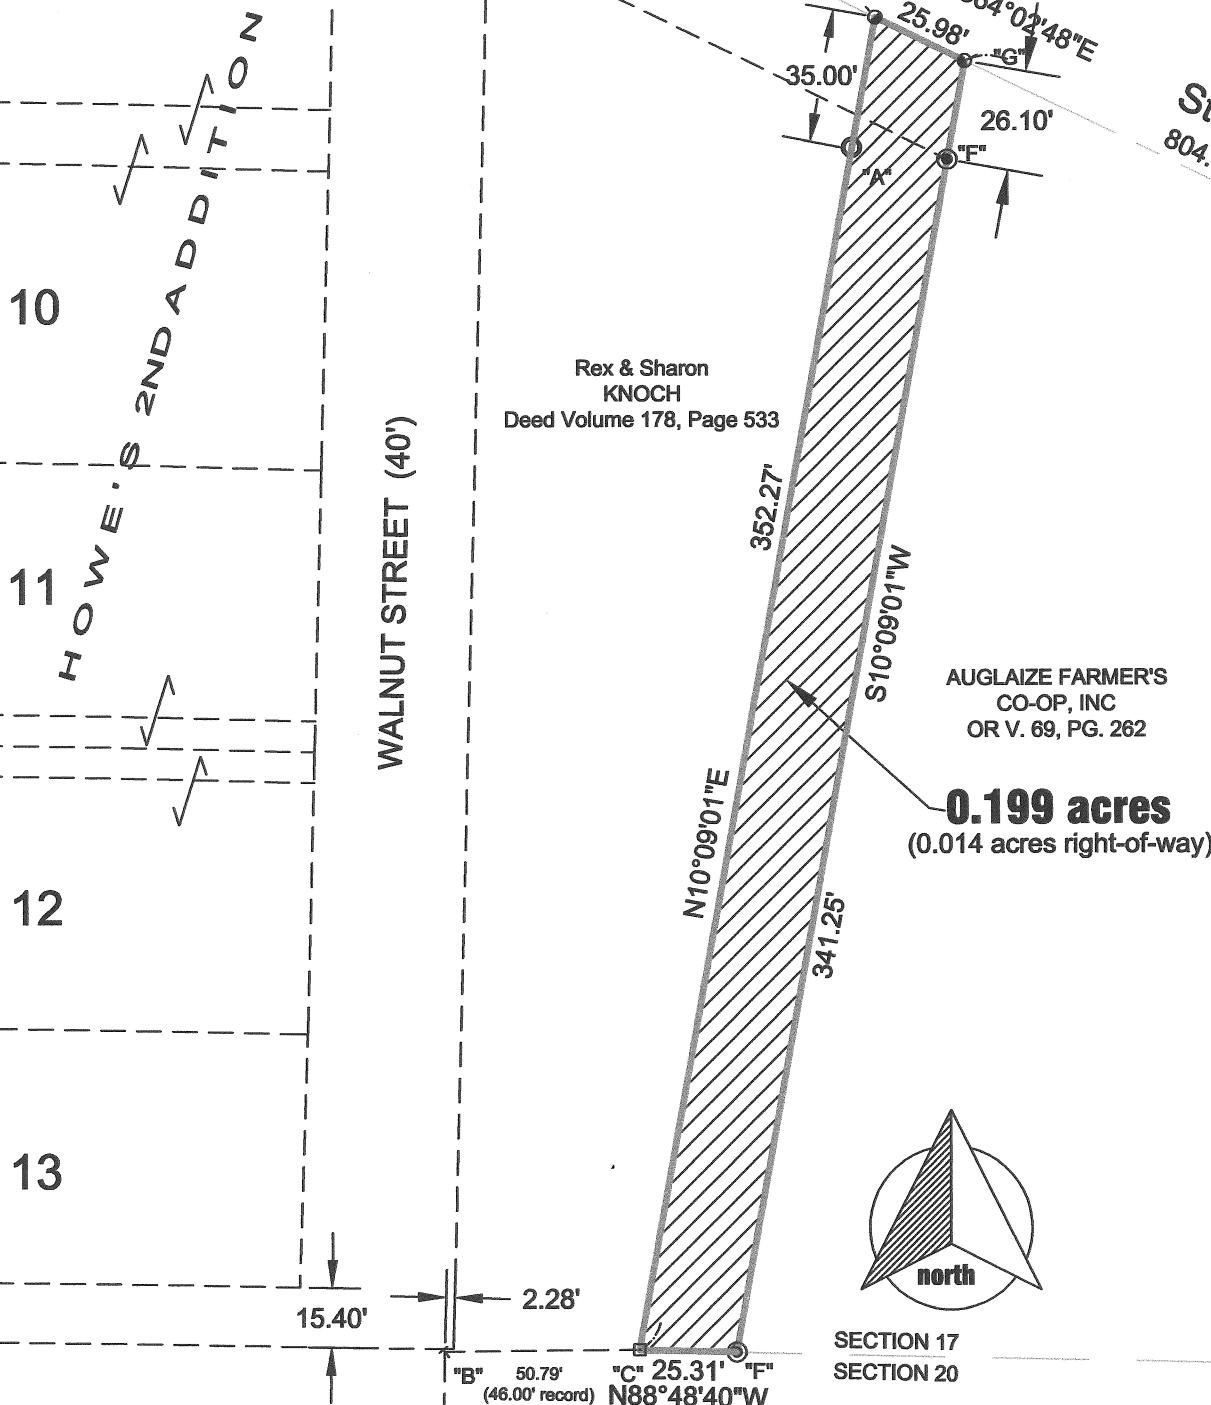 25.98'
"G"
35.00'
26.10'
804.
"F"
"A"
HOWE'S 2ND ADDITION
10
Rex & Sharon
KNOCH
Deed Volume 178, Page 533
WALNUT STREET (40')
352.27'
11
S10°09'01"W
AUGLAIZE FARMER'S
CO-OP, INC
OR V. 69, PG. 262
N10°09'01"E
0.199 acres
(0.014 acres right-of-way)
12
341.25'
13
north
15.40'
2.28'
SECTION 17
SECTION 20
"B"
50.79'
(46.00' record)
"C"
25.31'
"F"
N88°48'40"W